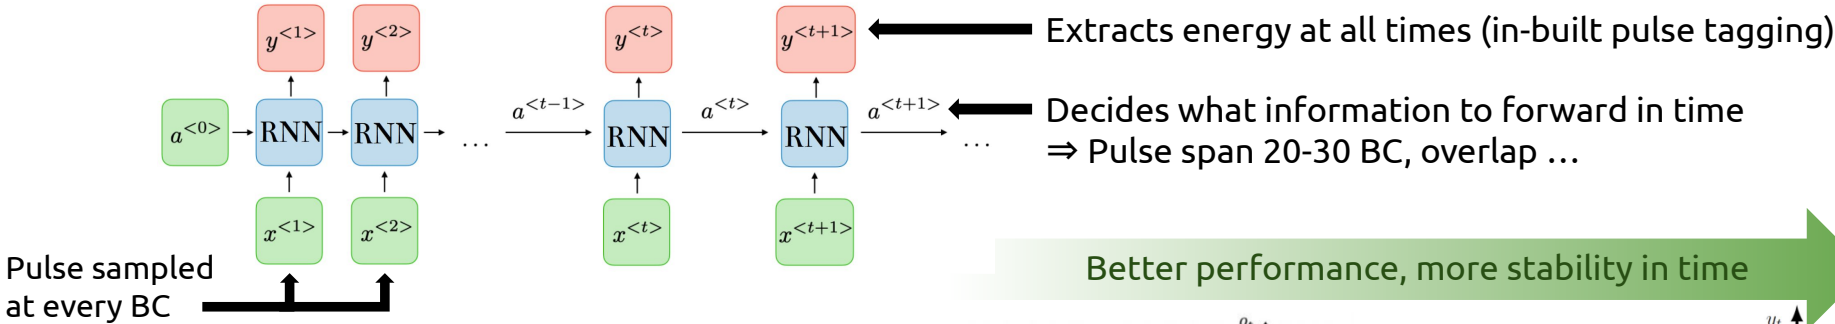 y<1> y<2> y<t> y<t+1> Extracts energy at all times (in-built pulse tagging)
a<0> RNN RNN ... a<t−1> RNN a<t> RNN a<t+1> ... Decides what information to forward in time
⇒ Pulse span 20-30 BC, overlap ...
x<1> x<2> x<t> x<t+1>
Pulse sampled
at every BC
Better performance, more stability in time